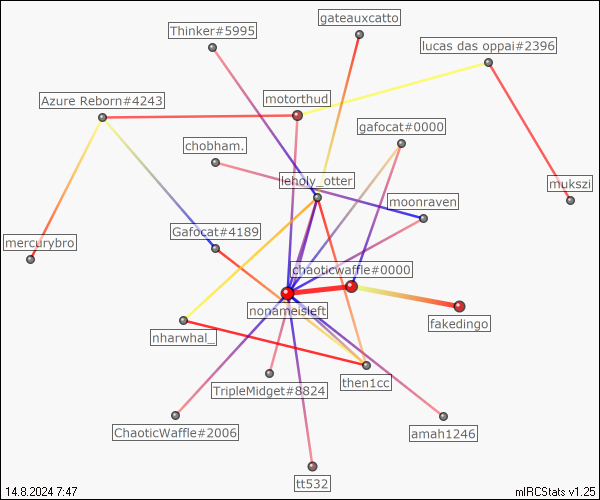 gateauxcatto
Thinker#5995
lucas das oppai#2396
Azure Reborn#4243
motorthud
gafocat#0000
chobham.
leholy_otter
mukszi
moonraven
Gafocat#4189
mercurybro
chaoticwaffle#0000
nonameisleft
fakedingo
nharwhal_
then1cc
TripleMidget#8824
ChaoticWaffle#2006
amah1246
tt532
14.8.2024 7:47
mIRCStats v1.25